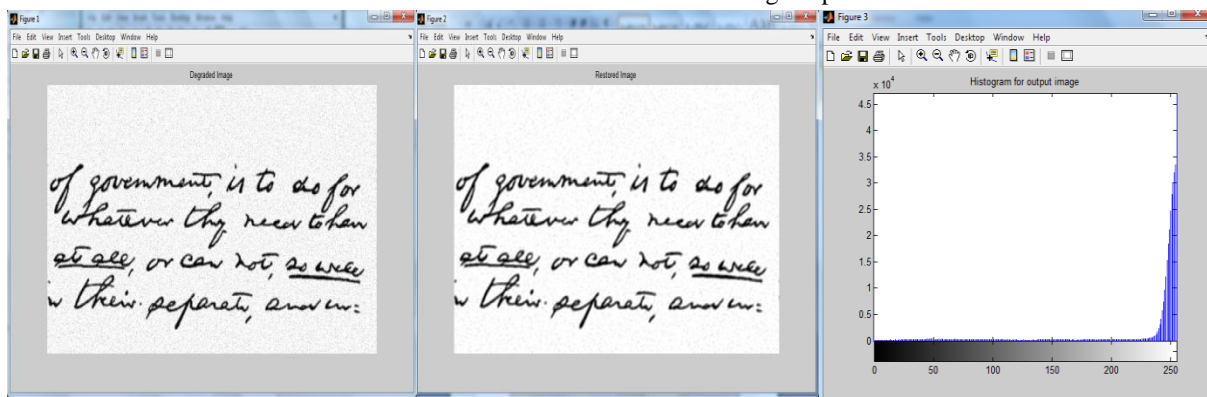 Figure 1
File Edit View Insert Tools Desktop Window Help
Degraded Image
of government, is to do for
whatever thy need to han
at all, or can not, so well
in their separate, and in:
Figure 2
File Edit View Insert Tools Desktop Window Help
Restored Image
of government, is to do for
whatever thy need to han
at all, or can not, so well
in their separate, and in:
Figure 3
File Edit View Insert Tools Desktop Window Help
Histogram for output image
x 10^4
4.5
4
3.5
3
2.5
2
1.5
1
0.5
0
0 50 100 150 200 250